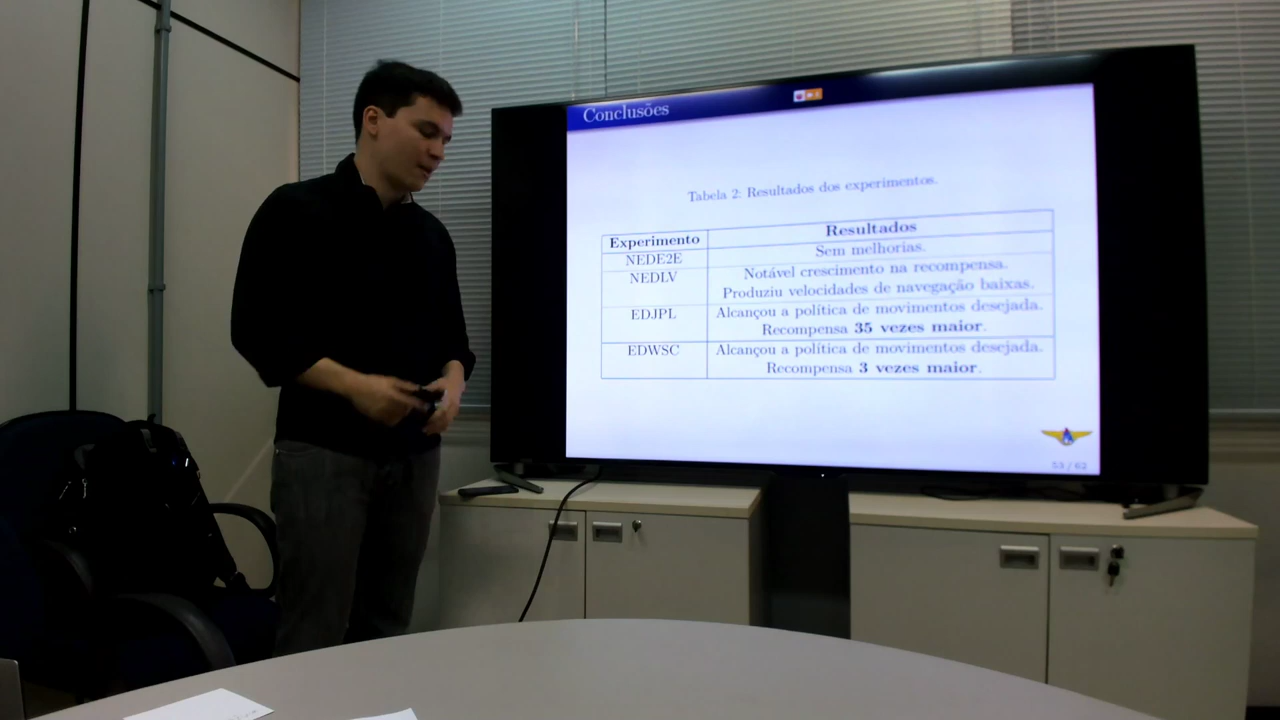 Conclusões
Tabela 2: Resultados dos experimentos.
Experimento Resultados
NEDE2E Sem melhorias.
NEDLV Notável crescimento na recompensa.
Produziu velocidades de navegação baixas.
EDJPL Alcançou a política de movimentos desejada.
Recompensa 35 vezes maior.
EDWSC Alcançou a política de movimentos desejada.
Recompensa 3 vezes maior.
53 / 62